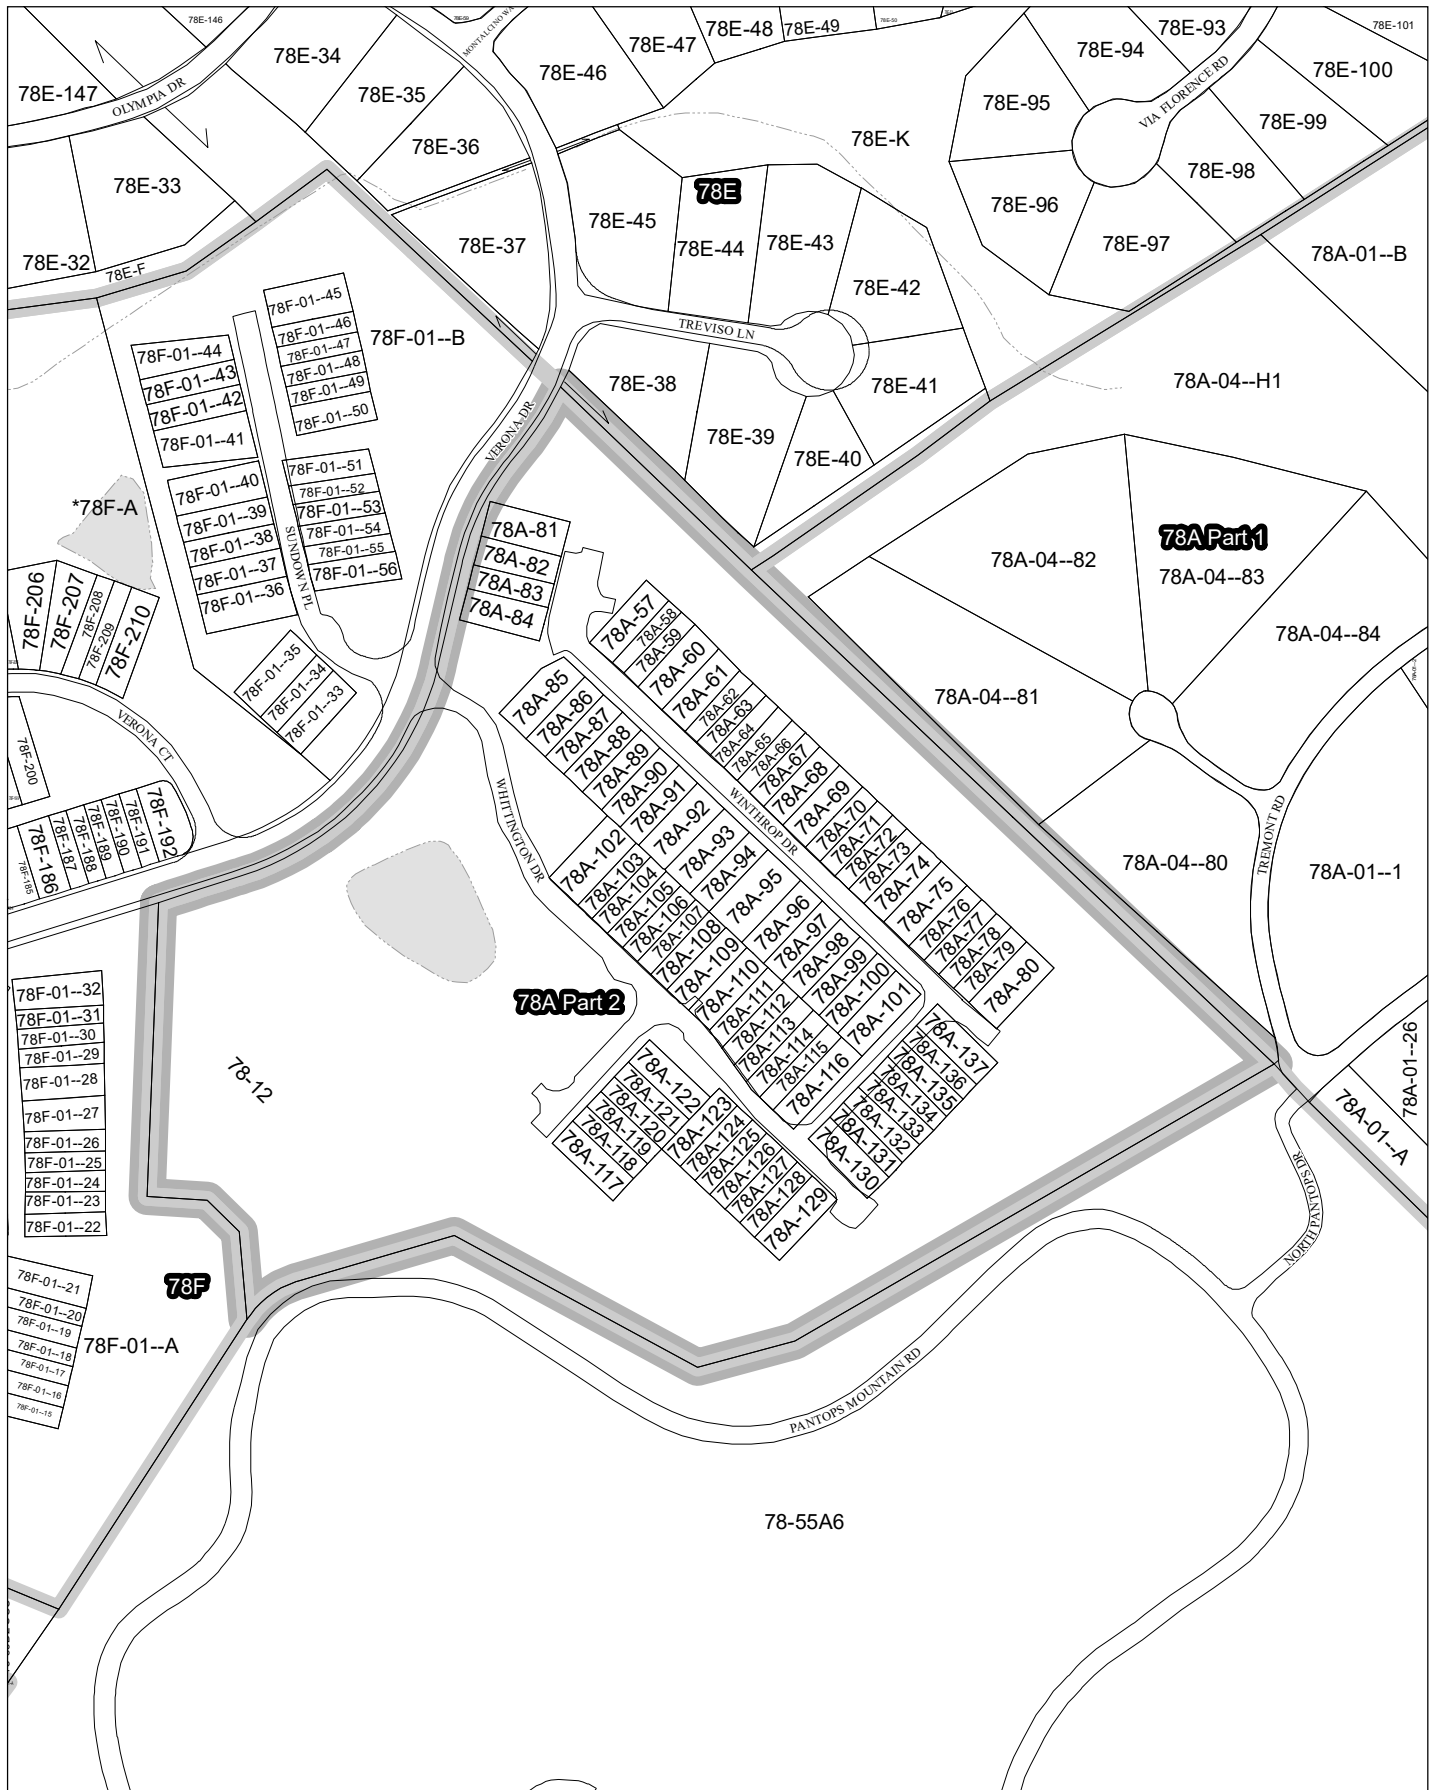 78E-146
78E-59
MONTALCINO WA
78E-48
78E-49
78E-50
78E-93
78E-101
78E-34
78E-47
78E-94
78E-147
OLYMPIA DR
78E-35
78E-46
78E-95
VIA FLORENCE RD
78E-100
78E-99
78E-36
78E-K
78E-33
78E-98
78E
78E-45
78E-44
78E-43
78E-96
78E-97
78E-37
78A-01--B
78E-32
78E-F
78E-42
78F-01--45
78F-01--46
78F-01--47
78F-01--48
78F-01--49
78F-01--50
78F-01--B
TREVISO LN
78F-01--44
78F-01--43
78F-01--42
78F-01--41
78E-38
78E-41
78A-04--H1
VERONA DR
78E-39
78E-40
78F-01--51
78F-01--52
78F-01--53
78F-01--54
78F-01--55
78F-01--56
78F-01--40
78F-01--39
78F-01--38
78F-01--37
78F-01--36
SUNDOWN PL
*78F-A
78A-81
78A-82
78A-83
78A-84
78A Part 1
78A-04--82
78A-04--83
78A-04--84
78A-04--81
78F-206
78F-207
78F-208
78F-209
78F-210
78F-01--35
78F-01--34
78F-01--33
VERONA CT
78F-200
78A-57
78A-58
78A-59
78A-60
78A-61
78A-62
78A-63
78A-64
78A-65
78A-66
78A-67
78A-68
78A-69
78A-70
78A-71
78A-72
78A-73
78A-74
78A-75
78A-76
78A-77
78A-78
78A-79
78A-80
78A-85
78A-86
78A-87
78A-88
78A-89
78A-90
78A-91
78A-92
78A-93
78A-94
78A-95
78A-96
78A-97
78A-98
78A-99
78A-100
78A-101
WINTHROP DR
WHITTINGTON DR
TREMONT RD
78A-04--80
78A-01--1
78F-185
78F-186
78F-187
78F-188
78F-189
78F-190
78F-191
78F-192
78A-102
78A-103
78A-104
78A-105
78A-106
78A-107
78A-108
78A-109
78A-110
78A-111
78A-112
78A-113
78A-114
78A-115
78A-116
78A Part 2
78F-01--32
78F-01--31
78F-01--30
78F-01--29
78F-01--28
78F-01--27
78F-01--26
78F-01--25
78F-01--24
78F-01--23
78F-01--22
78-12
78A-122
78A-121
78A-120
78A-119
78A-118
78A-117
78A-123
78A-124
78A-125
78A-126
78A-127
78A-128
78A-129
78A-137
78A-136
78A-135
78A-134
78A-133
78A-132
78A-131
78A-130
78A-01--26
78A-01--A
NORTH PANTOPS DR
78F
78F-01--21
78F-01--20
78F-01--19
78F-01--18
78F-01--17
78F-01--16
78F-01--15
78F-01--A
PANTOPS MOUNTAIN RD
78-55A6